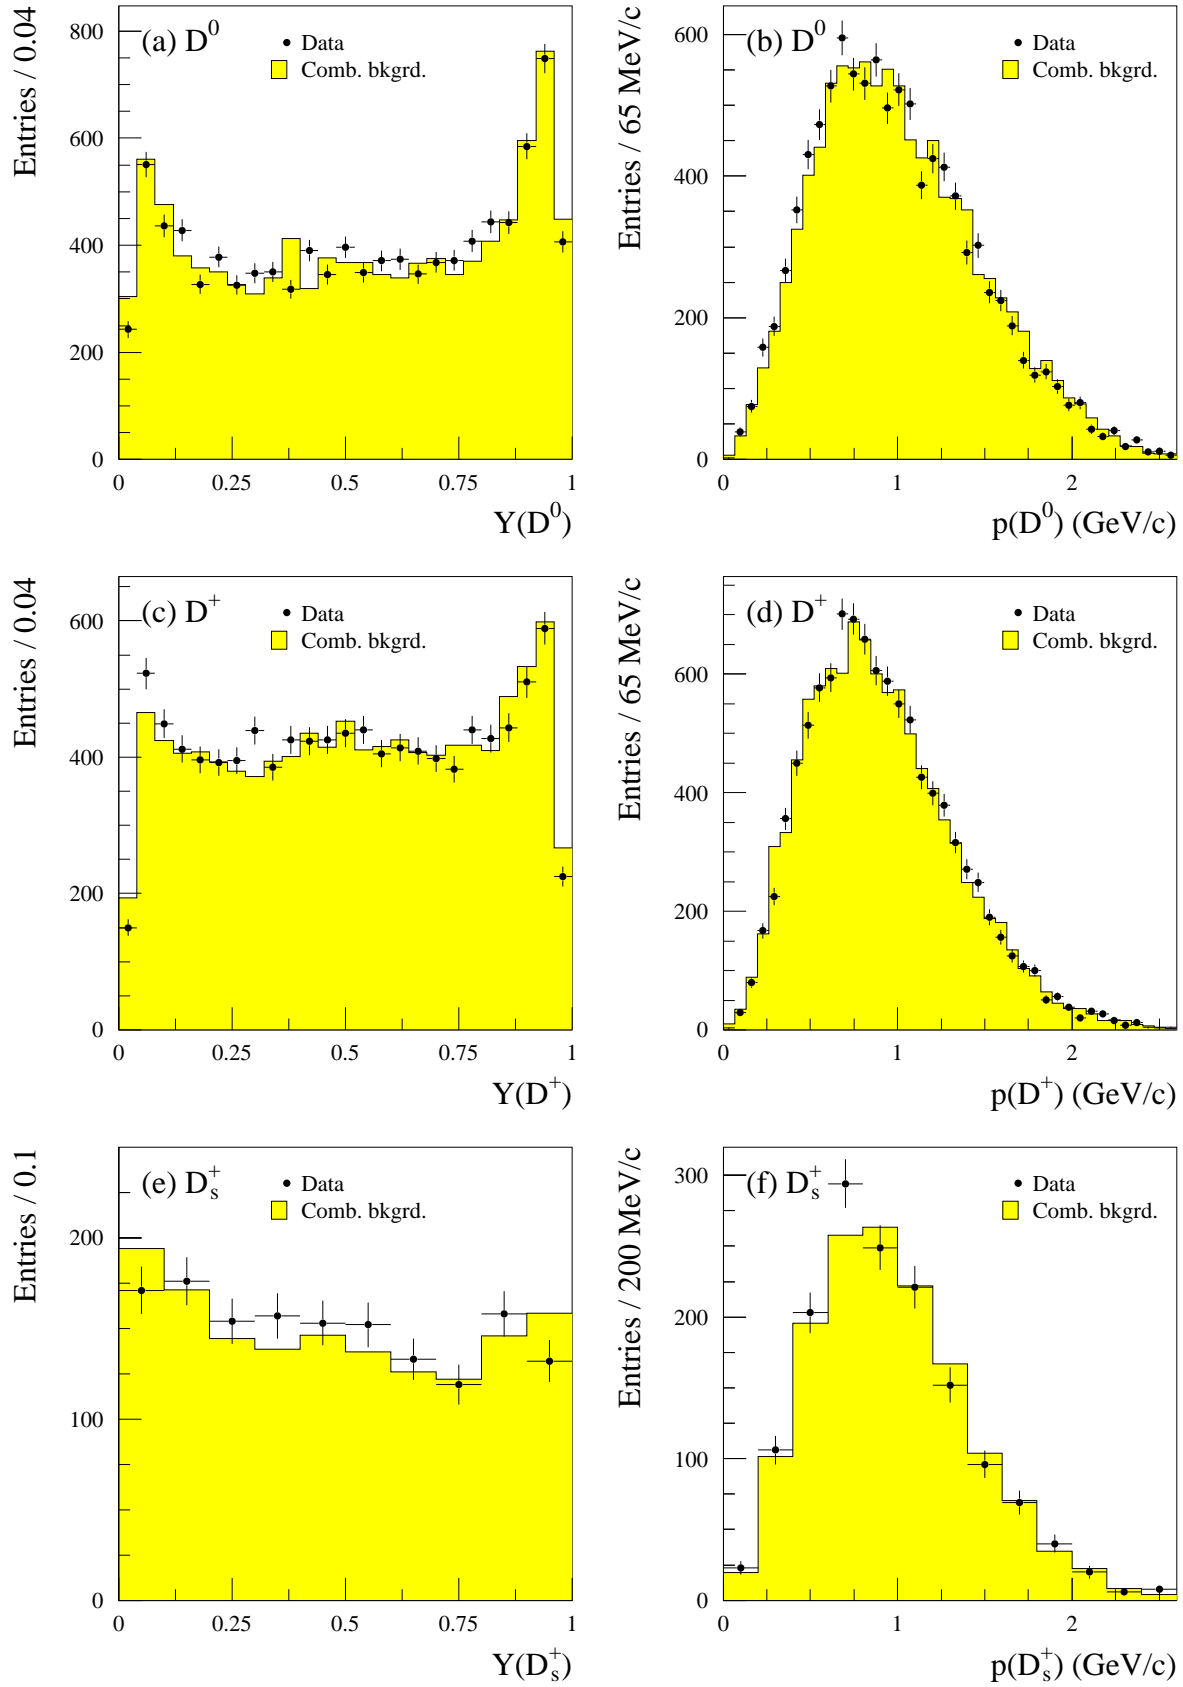 (a) D⁰
Data
Comb. bkgrd.
Entries / 0.04
800
600
400
200
0
0 0.25 0.5 0.75 1
Y(D⁰)
(b) D⁰
Data
Comb. bkgrd.
Entries / 65 MeV/c
600
400
200
0
0 1 2
p(D⁰) (GeV/c)
(c) D⁺
Data
Comb. bkgrd.
Entries / 0.04
600
400
200
0
0 0.25 0.5 0.75 1
Y(D⁺)
(d) D⁺
Data
Comb. bkgrd.
Entries / 65 MeV/c
600
400
200
0
0 1 2
p(D⁺) (GeV/c)
(e) Dₛ⁺
Data
Comb. bkgrd.
Entries / 0.1
200
100
0
0 0.25 0.5 0.75 1
Y(Dₛ⁺)
(f) Dₛ⁺
Data
Comb. bkgrd.
Entries / 200 MeV/c
300
200
100
0
0 1 2
p(Dₛ⁺) (GeV/c)